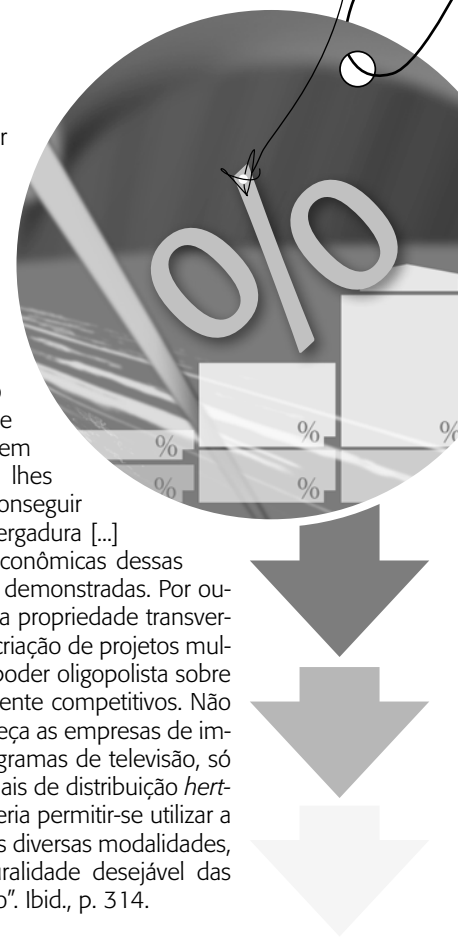 r
%
%
%
%
%
%
e
em
lhes
onseguir
ergadura [...]
conômicas dessas
demonstradas. Por ou-
a propriedade transver-
criação de projetos mul-
poder oligopolista sobre
ente competitivos. Não
eça as empresas de im-
gramas de televisão, só
ais de distribuição hert-
eria permitir-se utilizar a
s diversas modalidades,
uralidade desejável das
o”. Ibid., p. 314.